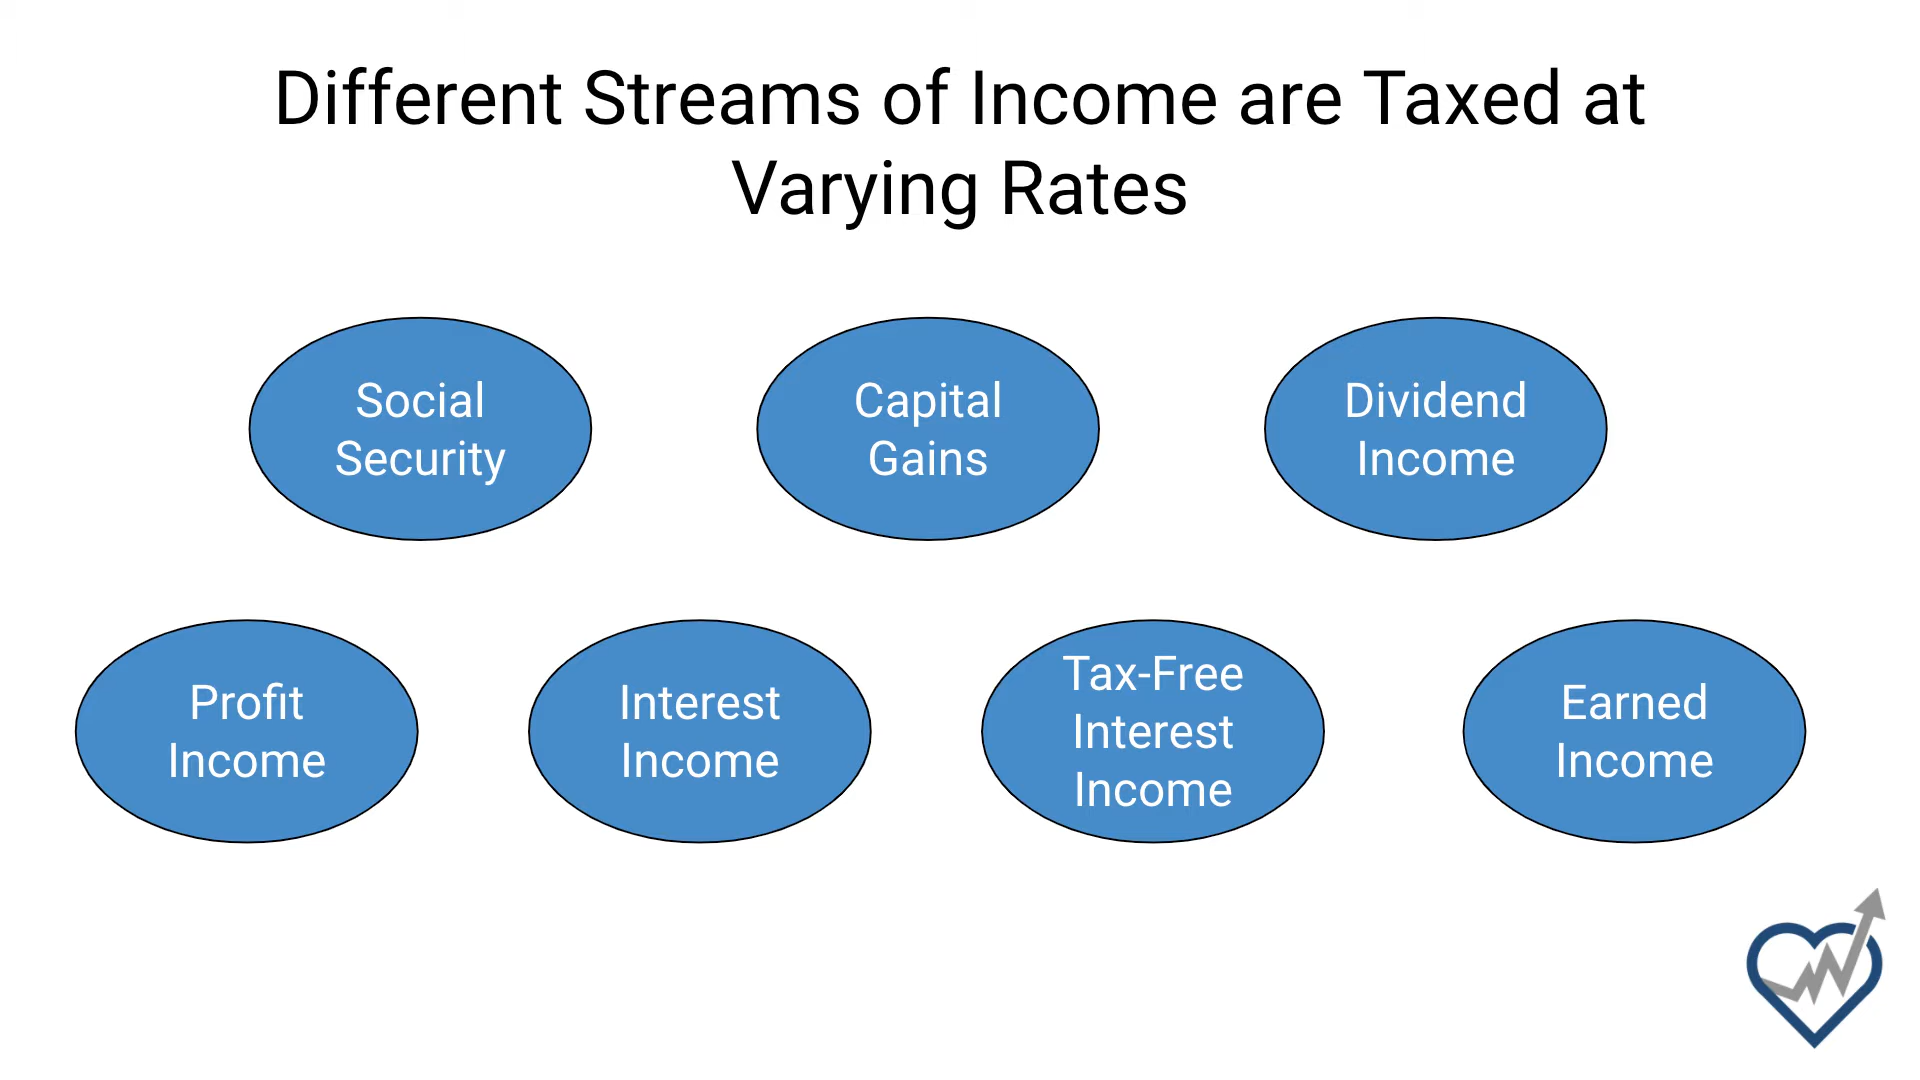 Different Streams of Income are Taxed at
Varying Rates
Social
Security
Capital
Gains
Dividend
Income
Profit
Income
Interest
Income
Tax-Free
Interest
Income
Earned
Income